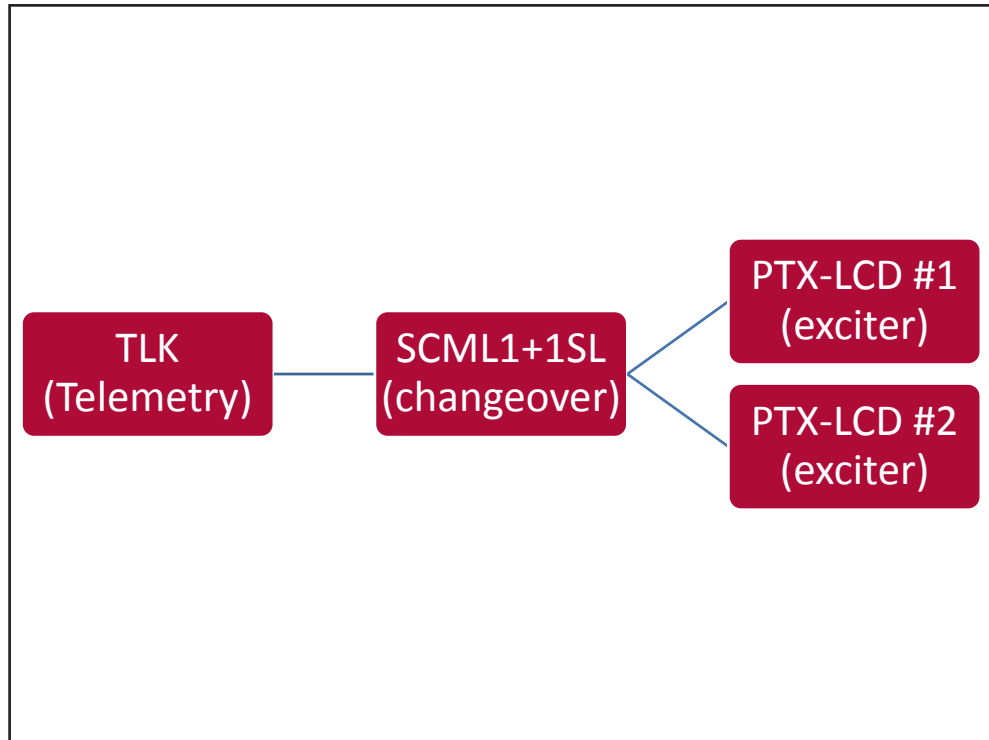 TLK
(Telemetry)
SCML1+1SL
(changeover)
PTX-LCD #1
(exciter)
PTX-LCD #2
(exciter)